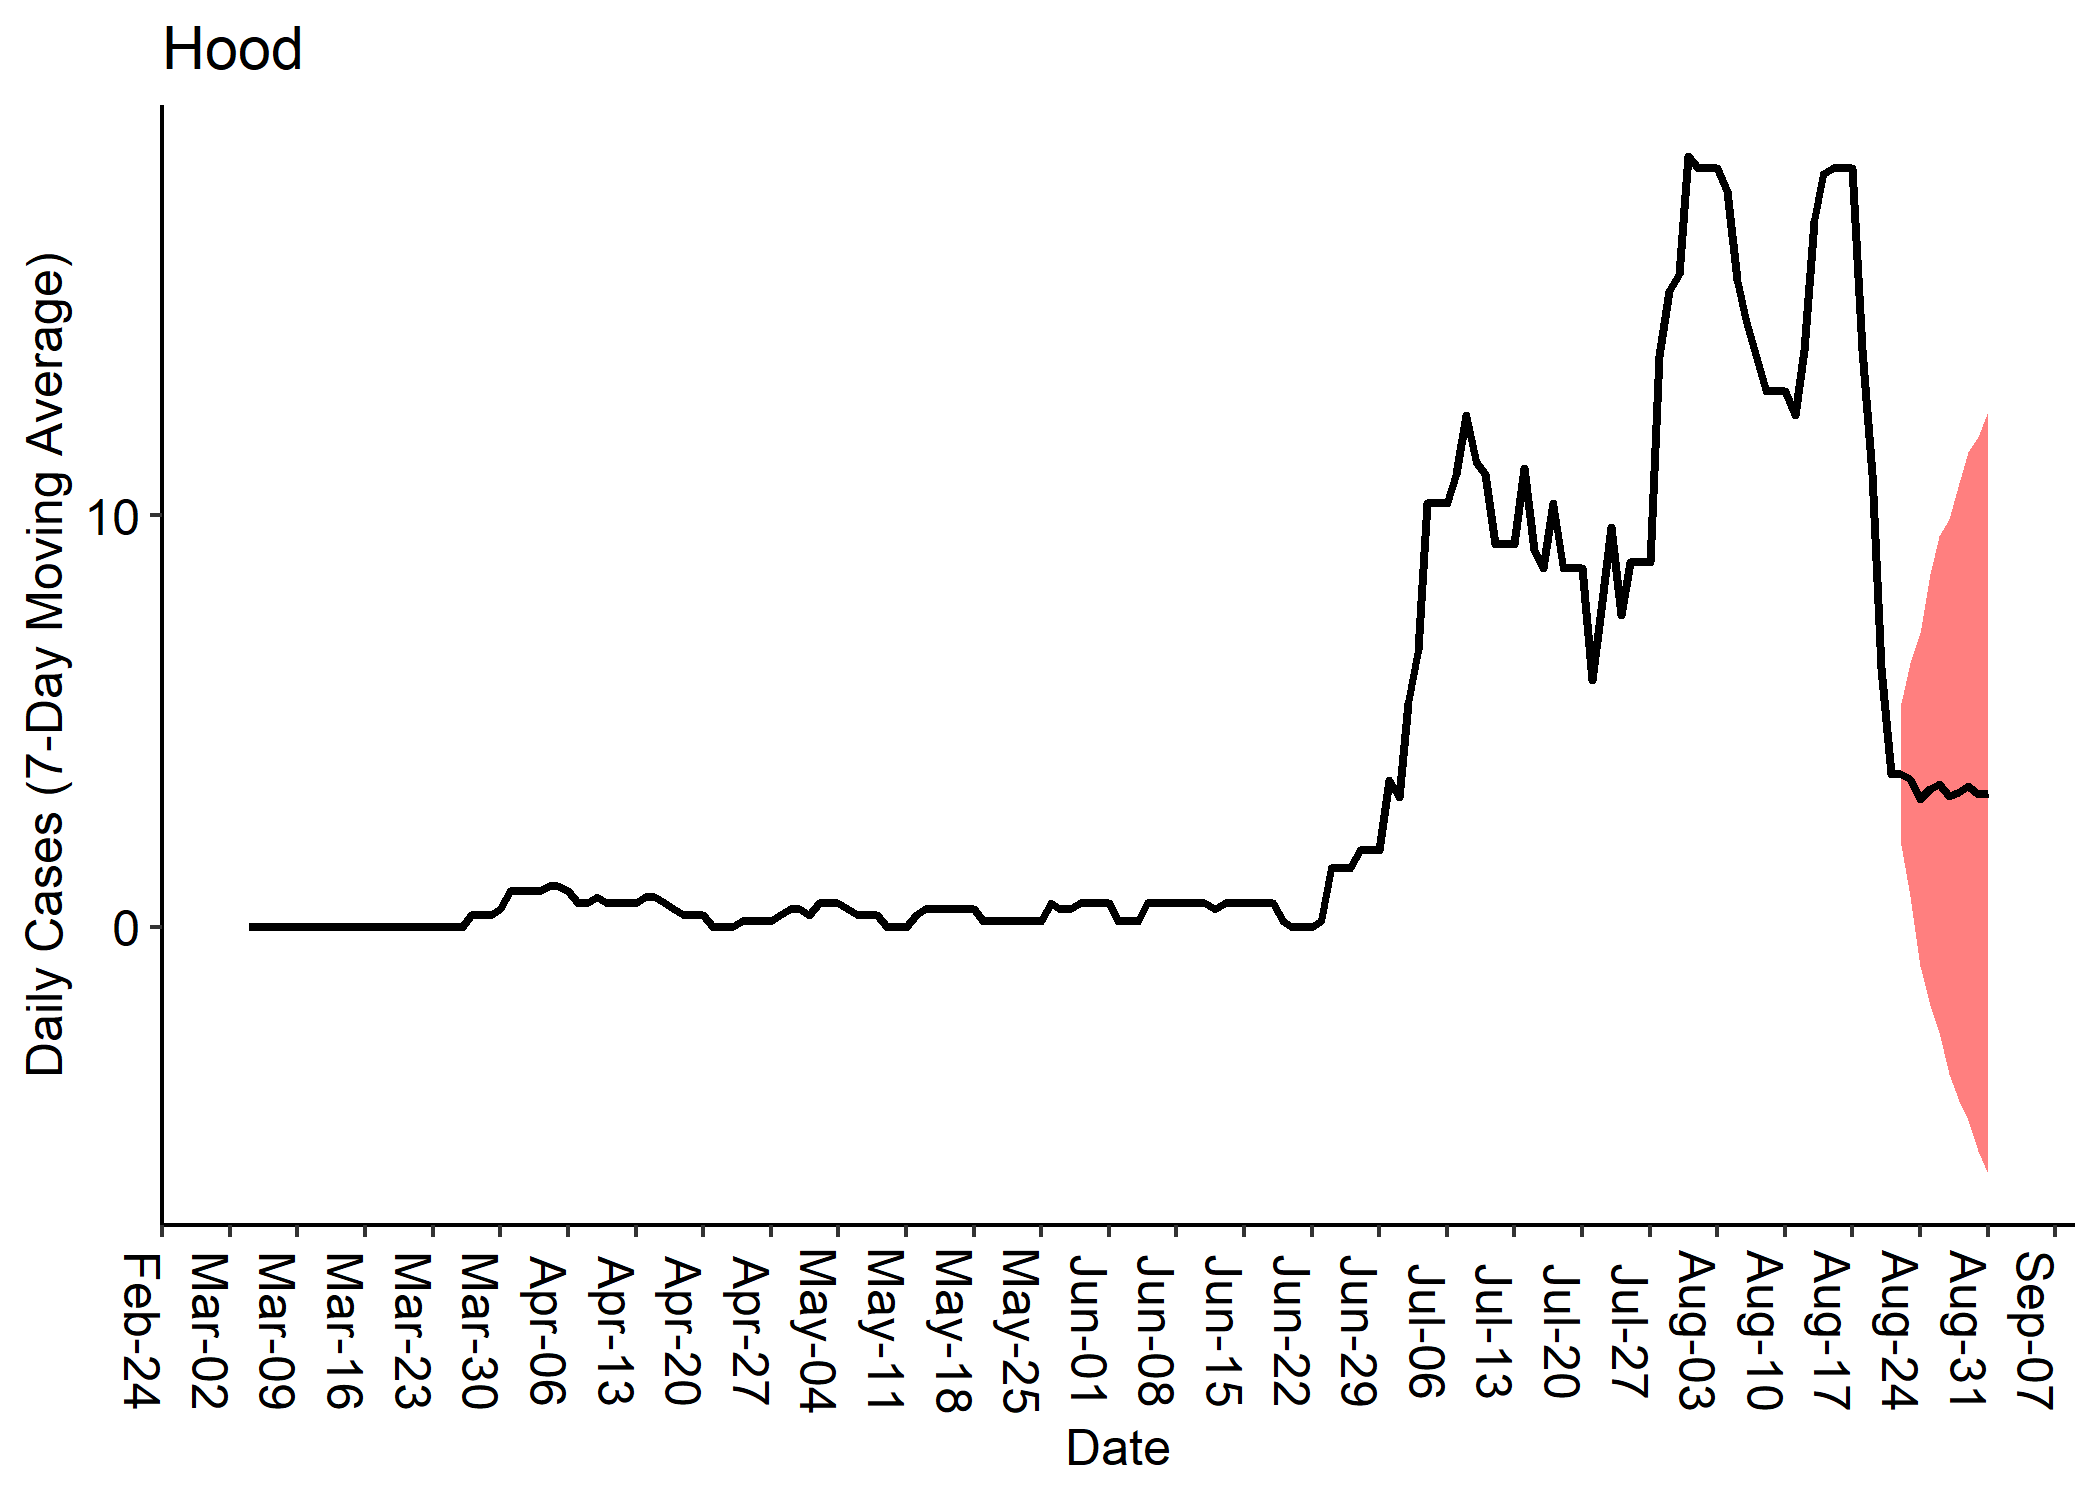 Hood
Daily Cases (7-Day Moving Average)
10
0
Feb-24
Mar-02
Mar-09
Mar-16
Mar-23
Mar-30
Apr-06
Apr-13
Apr-20
Apr-27
May-04
May-11
May-18
May-25
Jun-01
Jun-08
Jun-15
Jun-22
Jun-29
Jul-06
Jul-13
Jul-20
Jul-27
Aug-03
Aug-10
Aug-17
Aug-24
Aug-31
Sep-07
Date